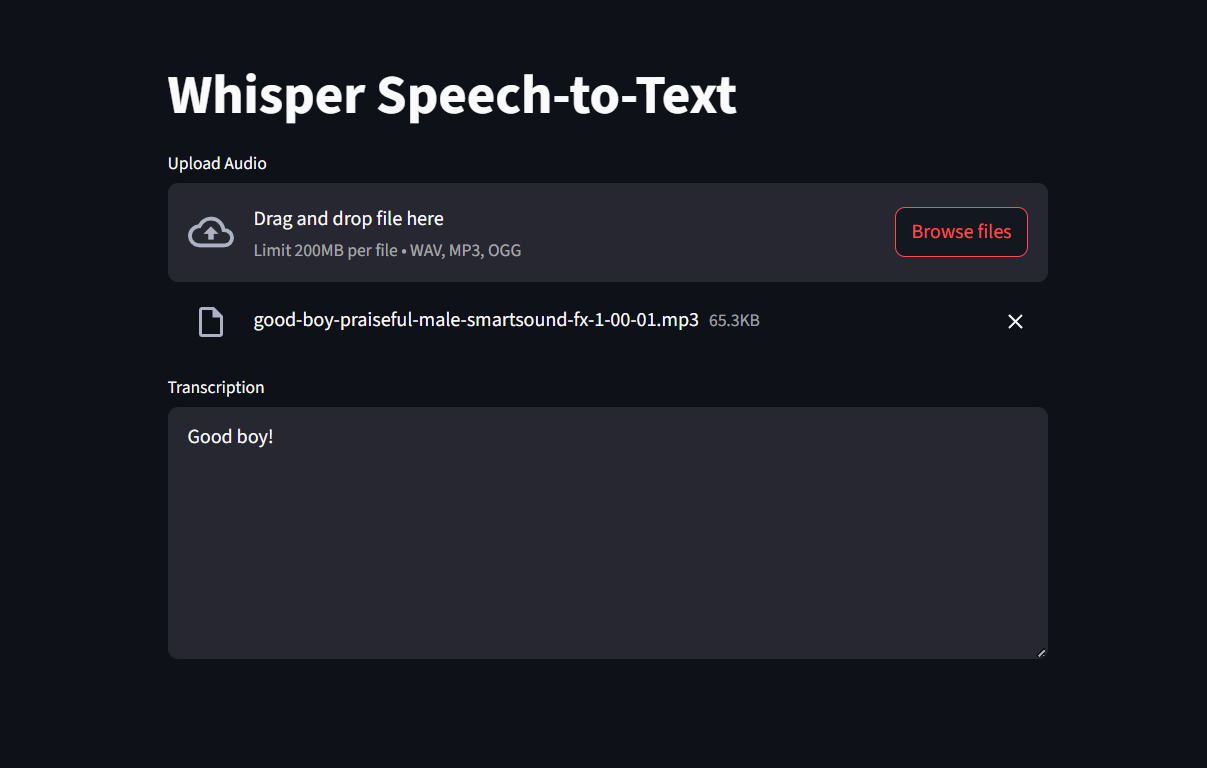 Whisper Speech-to-Text
Upload Audio
Drag and drop file here
Limit 200MB per file • WAV, MP3, OGG
Browse files
good-boy-praiseful-male-smartsound-fx-1-00-01.mp3 65.3KB
Transcription
Good boy!